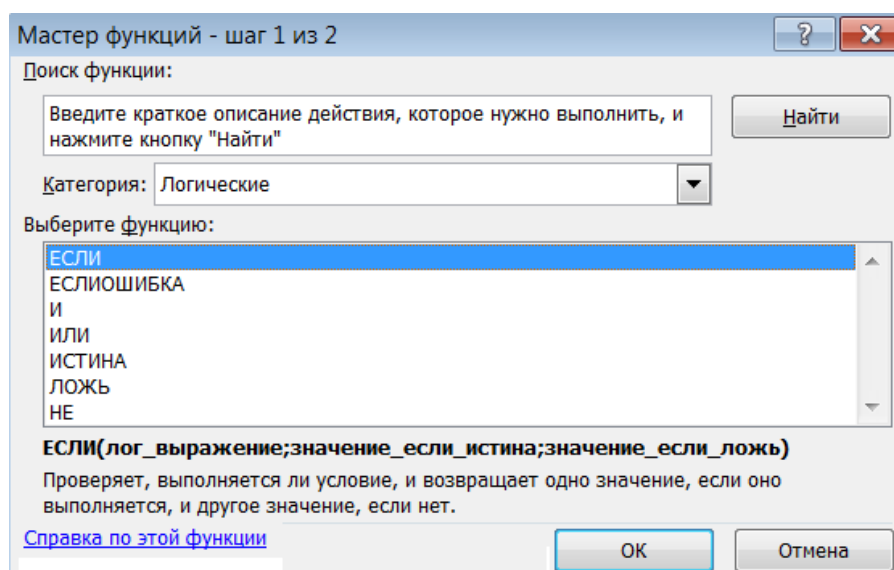 Мастер функций - шаг 1 из 2
Поиск функции:
Введите краткое описание действия, которое нужно выполнить, и
нажмите кнопку "Найти"
Найти
Категория: Логические
Выберите функцию:
ЕСЛИ
ЕСЛИОШИБКА
И
ИЛИ
ИСТИНА
ЛОЖЬ
НЕ
ЕСЛИ(лог_выражение;значение_если_истина;значение_если_ложь)
Проверяет, выполняется ли условие, и возвращает одно значение, если оно
выполняется, и другое значение, если нет.
Справка по этой функции
ОК
Отмена